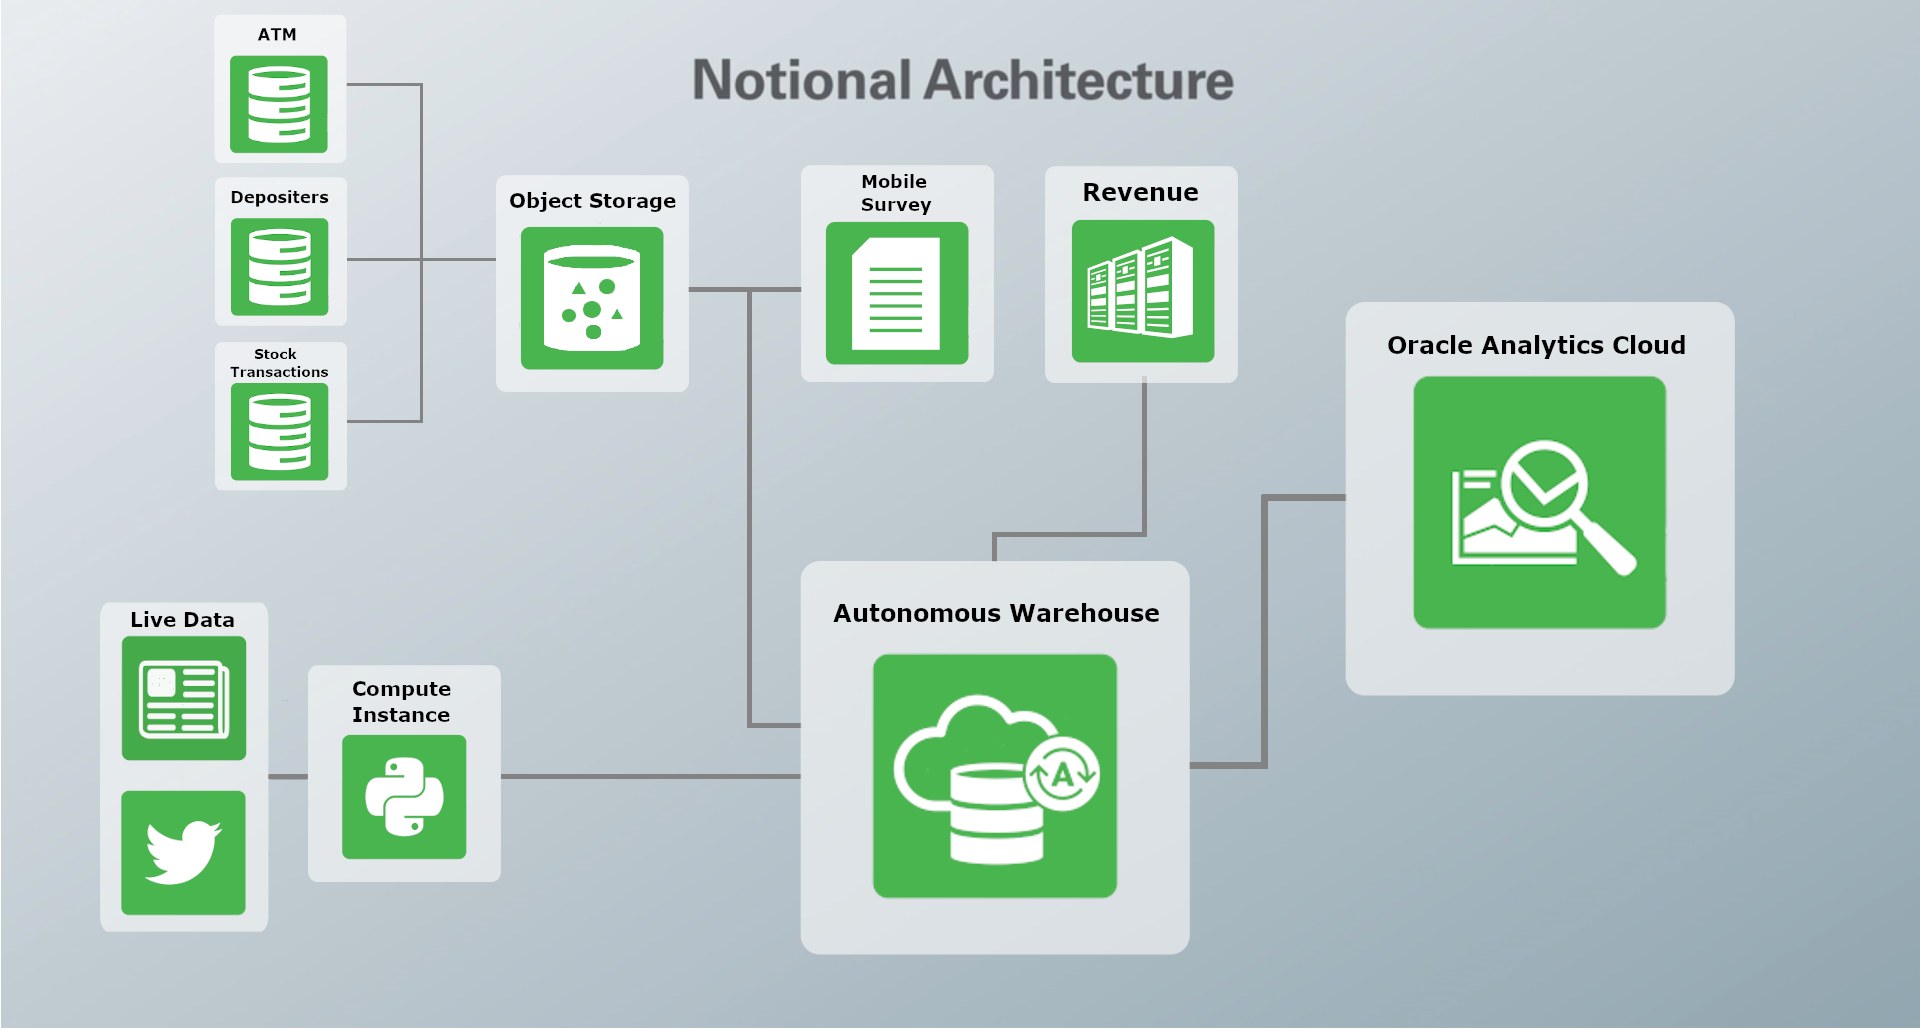 Notional Architecture
ATM
Depositers
Stock
Transactions
Object Storage
Mobile
Survey
Revenue
Oracle Analytics Cloud
Live Data
Compute
Instance
Autonomous Warehouse
A